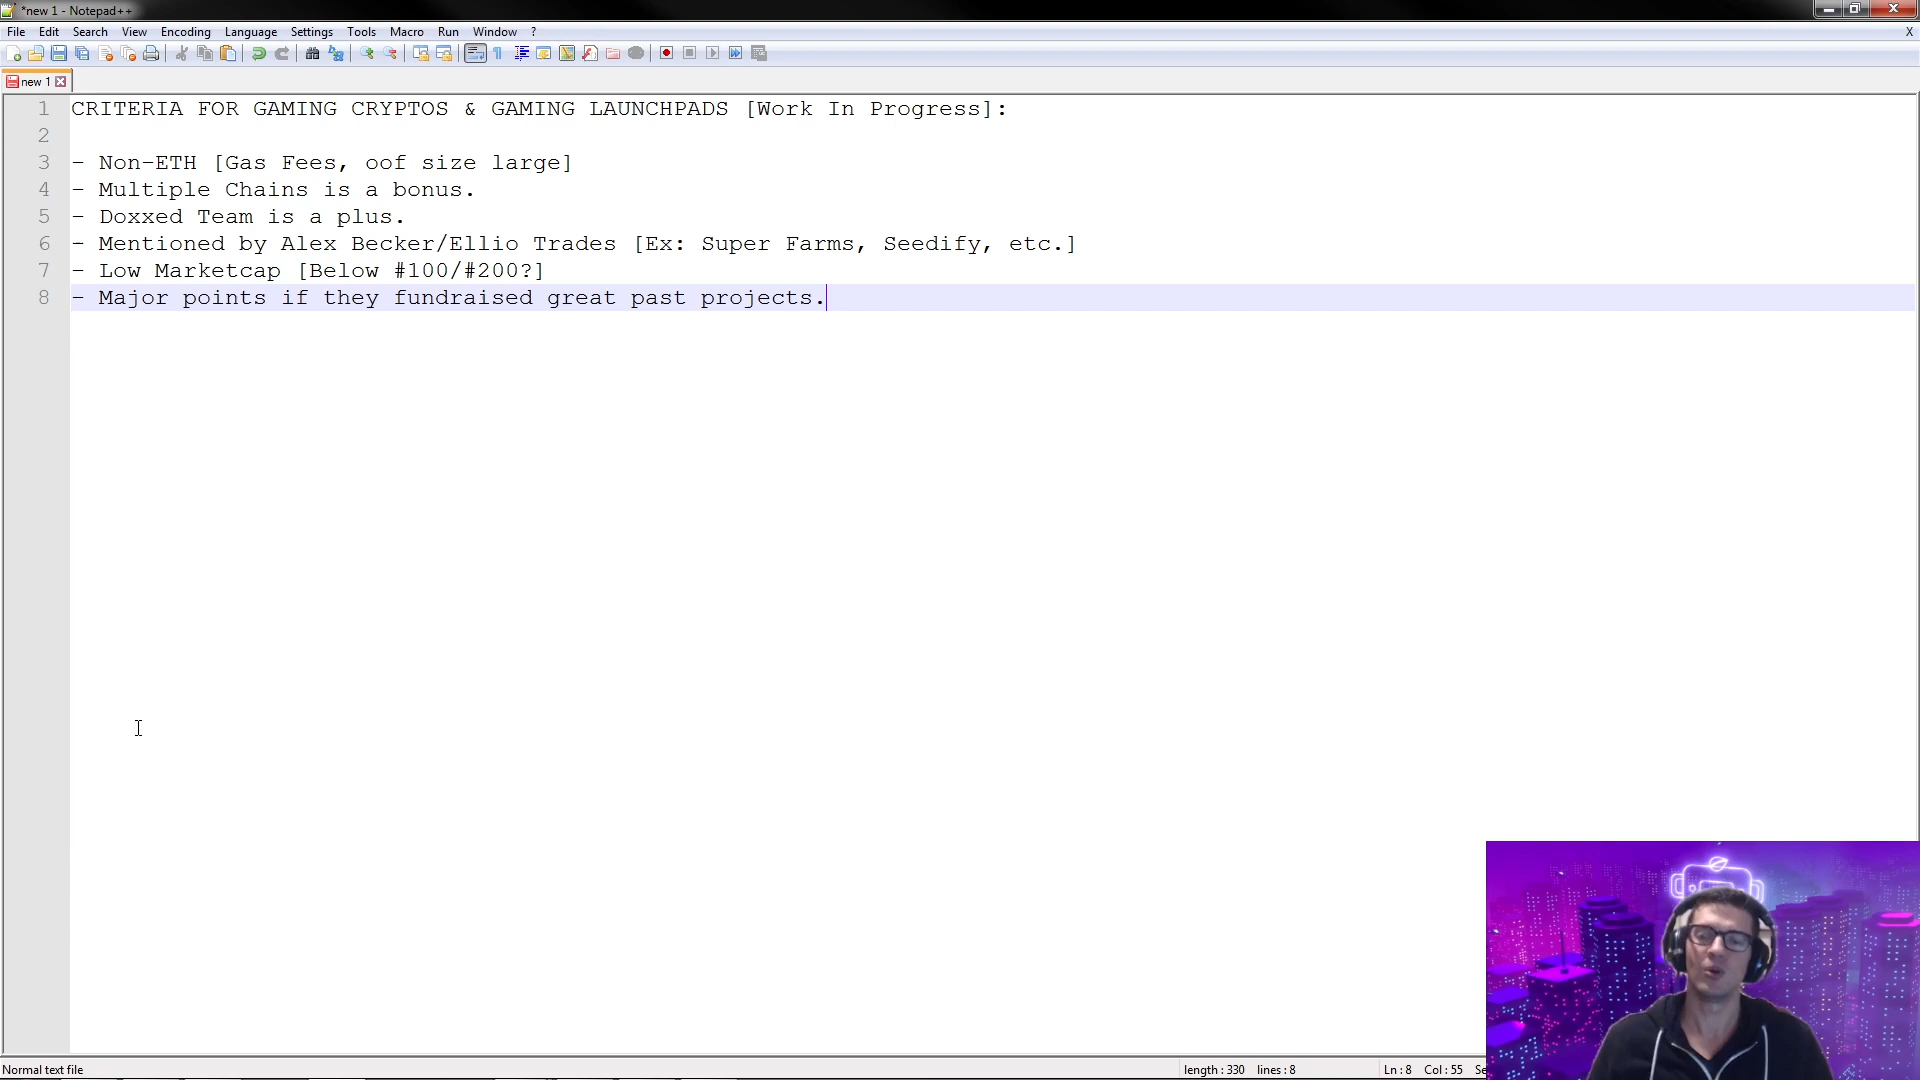 *new 1 - Notepad++
File Edit Search View Encoding Language Settings Tools Macro Run Window ? X
new 1
1 CRITERIA FOR GAMING CRYPTOS & GAMING LAUNCHPADS [Work In Progress]:
2
3 - Non-ETH [Gas Fees, oof size large]
4 - Multiple Chains is a bonus.
5 - Doxxed Team is a plus.
6 - Mentioned by Alex Becker/Ellio Trades [Ex: Super Farms, Seedify, etc.]
7 - Low Marketcap [Below #100/#200?]
8 - Major points if they fundraised great past projects.
Normal text file length : 330 lines : 8 Ln : 8 Col : 55 Se